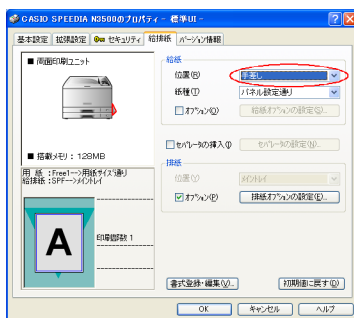 CASIO SPEEDIA N3500のプロパティ - 標準UI -
基本設定 拡張設定 セキュリティ 給排紙 バージョン情報
■ 両面印刷ユニット
■ 搭載メモリ：128MB
用 紙 :Free1-->用紙サイズ通り
給排紙 :SPF-->メイントレイ
A
印刷部数 1
給紙
位置(R) 手差し
紙種(T) パネル設定通り
オプション(O) 給紙オプションの設定(S)...
セパレータの挿入(I) セパレータの設定(N)...
排紙
位置(V) メイントレイ
オプション(P) 排紙オプションの設定(E)...
書式登録・編集(V)... 初期値に戻す(D)
OK キャンセル ヘルプ